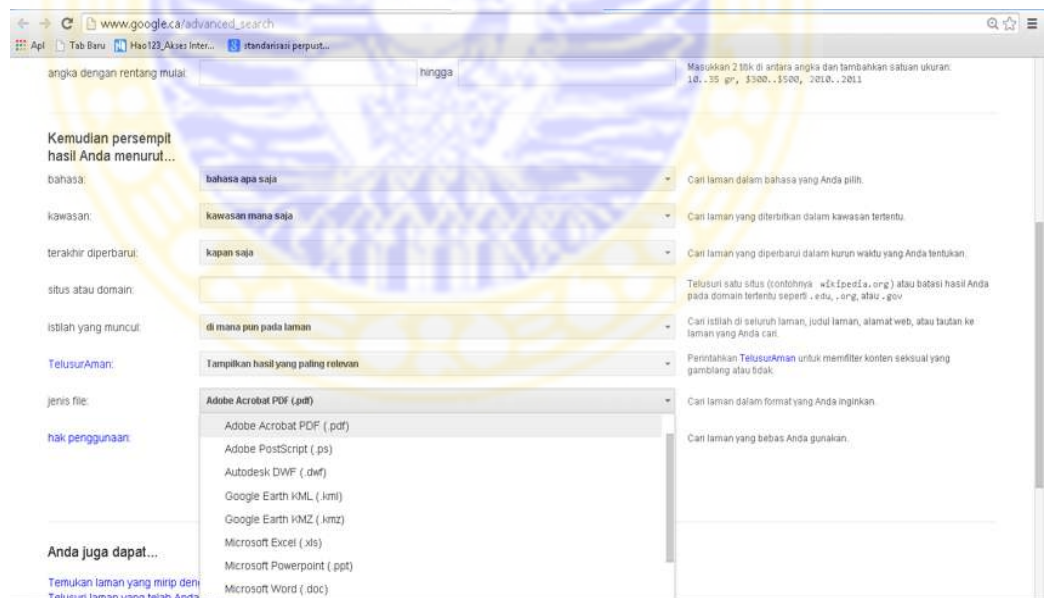 www.google.ca/advanced_search
Apl Tab Baru Hao123_Akses Inter... standarisasi perpust...
angka dengan rentang mulai: hingga Masukkan 2 titik di antara angka dan tambahkan satuan ukuran:
10..35 gr, $300..$500, 2010..2011
Kemudian persempit
hasil Anda menurut...
bahasa: bahasa apa saja Cari laman dalam bahasa yang Anda pilih.
kawasan: kawasan mana saja Cari laman yang diterbitkan dalam kawasan tertentu.
terakhir diperbarui: kapan saja Cari laman yang diperbarui dalam kurun waktu yang Anda tentukan.
situs atau domain: Telusuri satu situs (contohnya wikipedia.org) atau batasi hasil Anda
pada domain tertentu seperti .edu, .org, atau .gov
istilah yang muncul: di mana pun pada laman Cari istilah di seluruh laman, judul laman, alamat web, atau tautan ke
laman yang Anda cari.
TelusurAman: Tampilkan hasil yang paling relevan Perintahkan TelusurAman untuk memfilter konten seksual yang
gamblang atau tidak.
jenis file: Adobe Acrobat PDF (.pdf) Cari laman dalam format yang Anda inginkan.
Adobe Acrobat PDF (.pdf)
hak penggunaan: Cari laman yang bebas Anda gunakan.
Adobe PostScript (.ps)
Autodesk DWF (.dwf)
Google Earth KML (.kml)
Google Earth KMZ (.kmz)
Microsoft Excel (.xls)
Anda juga dapat...
Microsoft Powerpoint (.ppt)
Temukan laman yang mirip den
Microsoft Word (.doc)
Telusuri laman yang telah Anda